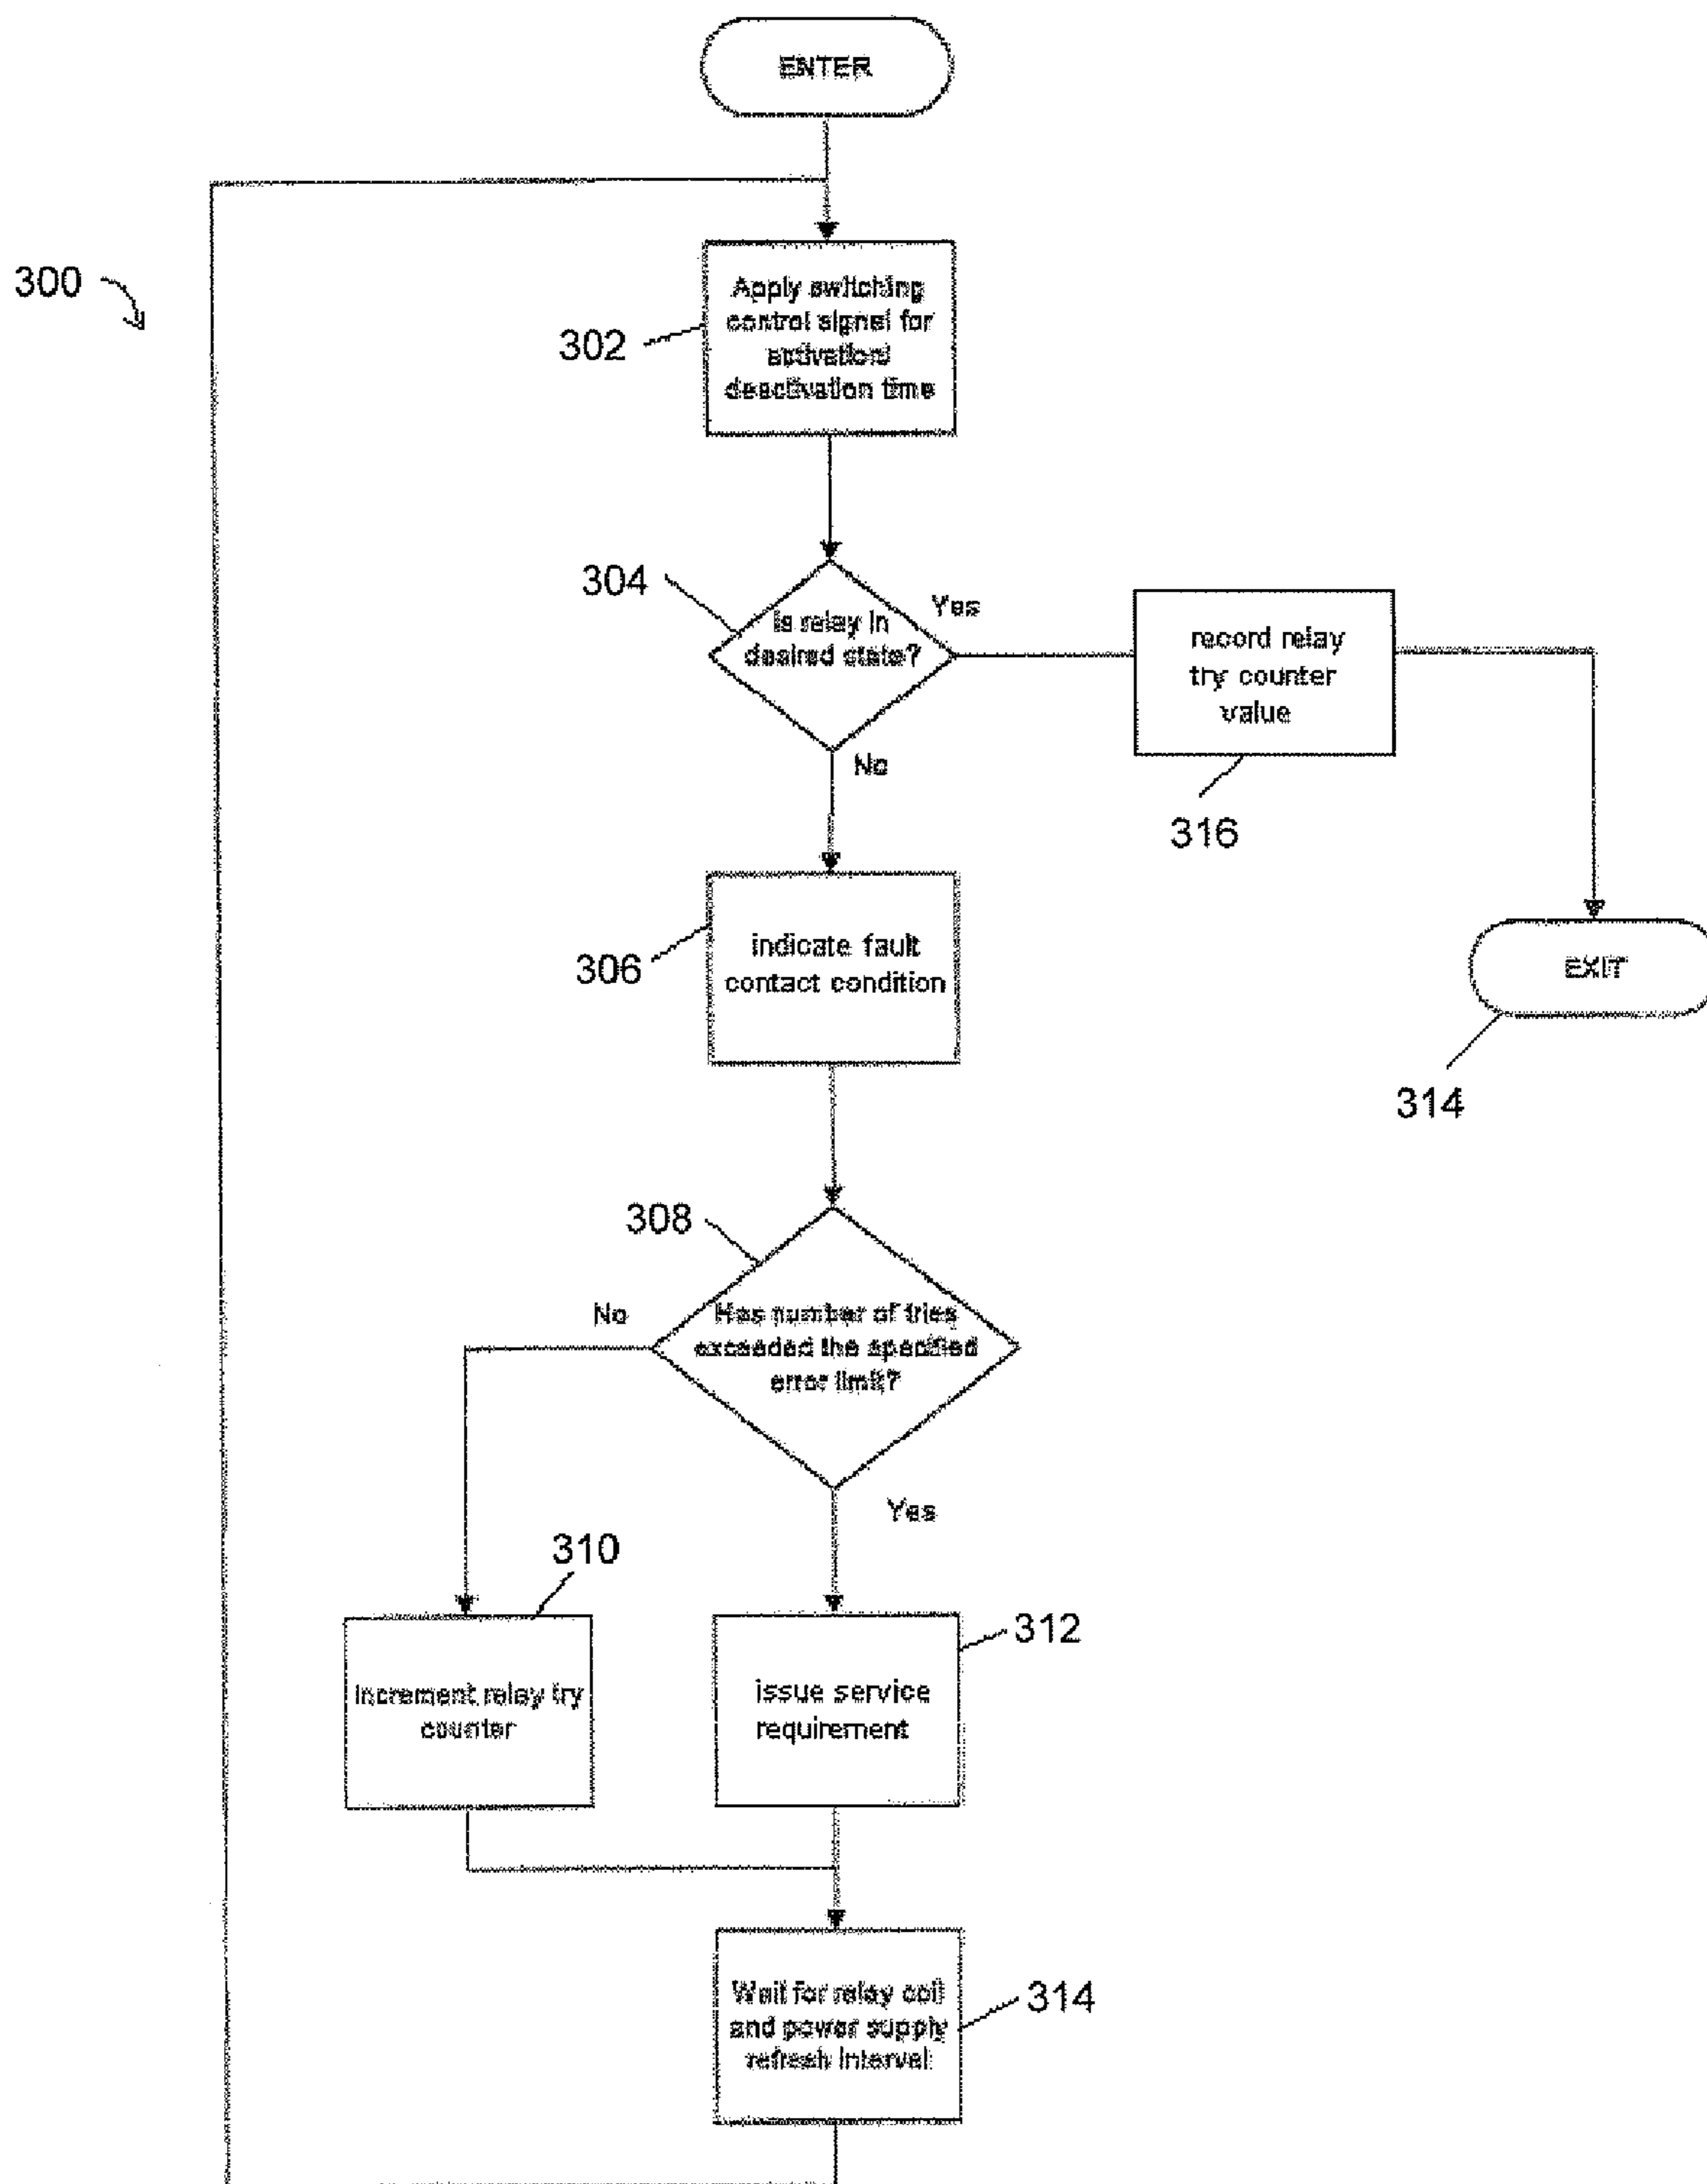 ENTER
300
302
Apply switching
control signal for
activation/
deactivation time
304
Is relay in
desired state?
Yes
No
record relay
try counter
value
316
306
indicate fault
contact condition
EXIT
314
308
No
Has number of tries
exceeded the specified
error limit?
Yes
310
Increment relay try
counter
312
issue service
requirement
Wait for relay coil
and power supply
refresh interval
314